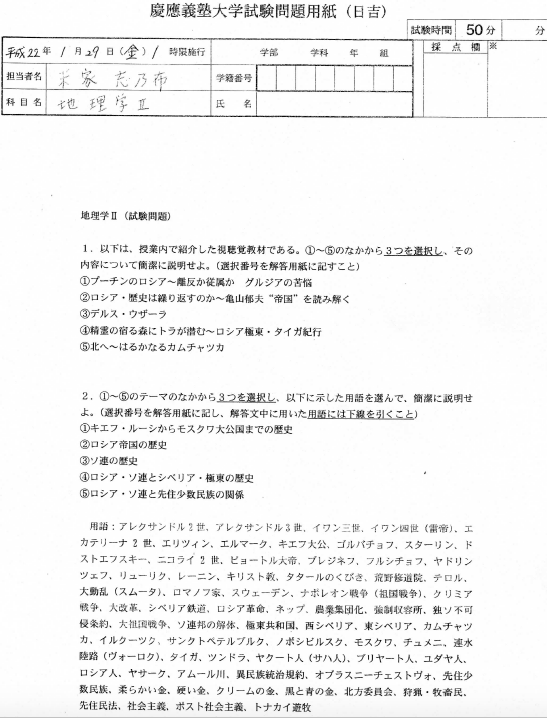 慶應義塾大学試験問題用紙（日吉）
試験時間 50分 分
平成22年 1月29日（金）1 時限施行 学部 学科 年 組 採点欄 ※
担当者名 米家 志乃布 学籍番号
科目名 地理学Ⅱ 氏名
地理学Ⅱ（試験問題）
１．以下は、授業内で紹介した視聴覚教材である。①～⑤のなかから３つを選択し、その
内容について簡潔に説明せよ。（選択番号を解答用紙に記すこと）
①プーチンのロシア～離反か従属か　グルジアの苦悩
②ロシア・歴史は繰り返すのか～亀山郁夫“帝国”を読み解く
③デルス・ウザーラ
④精霊の宿る森にトラが潜む～ロシア極東・タイガ紀行
⑤北へ～はるかなるカムチャツカ
２．①～⑤のテーマのなかから３つを選択し、以下に示した用語を選んで、簡潔に説明せ
よ。（選択番号を解答用紙に記し、解答文中に用いた用語には下線を引くこと）
①キエフ・ルーシからモスクワ大公国までの歴史
②ロシア帝国の歴史
③ソ連の歴史
④ロシア・ソ連とシベリア・極東の歴史
⑤ロシア・ソ連と先住少数民族の関係
用語：アレクサンドル２世、アレクサンドル３世、イワン三世、イワン四世（雷帝）、エ
カテリーナ２世、エリツィン、エルマーク、キエフ大公、ゴルバチョフ、スターリン、ド
ストエフスキー、ニコライ２世、ピョートル大帝、ブレジネフ、フルシチョフ、ヤドリン
ツェフ、リューリク、レーニン、キリスト教、タタールのくびき、荒野修道院、テロル、
大動乱（スムータ）、ロマノフ家、スウェーデン、ナポレオン戦争（祖国戦争）、クリミア
戦争、大改革、シベリア鉄道、ロシア革命、ネップ、農業集団化、強制収容所、独ソ不可
侵条約、大祖国戦争、ソ連邦の解体、極東共和国、西シベリア、東シベリア、カムチャツ
カ、イルクーツク、サンクトペテルブルク、ノボシビルスク、モスクワ、チュメニ、連水
陸路（ヴォーロク）、タイガ、ツンドラ、ヤクート人（サハ人）、ブリヤート人、ユダヤ人、
ロシア人、ヤサーク、アムール川、異民族統治規約、オブラスニーチェストヴォ、先住少
数民族、柔らかい金、硬い金、クリームの金、黒と青の金、北方委員会、狩猟・牧畜民、
先住民法、社会主義、ポスト社会主義、トナカイ遊牧